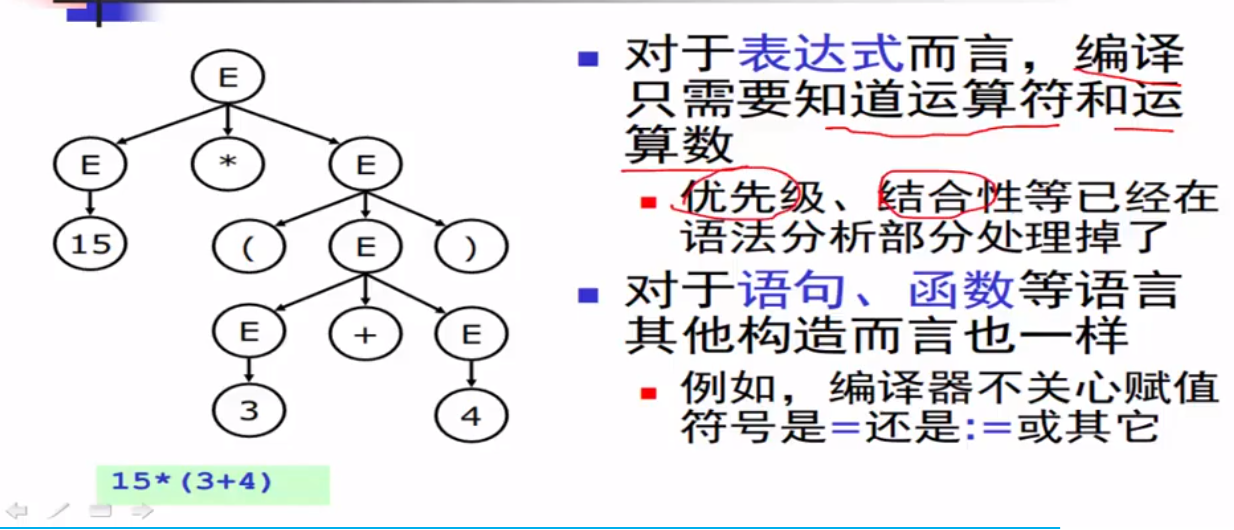 E
E
*
E
15
(
E
)
E
+
E
3
4
15*(3+4)
对于表达式而言，编译
只需要知道运算符和运
算数
优先级、结合性等已经在
语法分析部分处理掉了
对于语句、函数等语言
其他构造而言也一样
例如，编译器不关心赋值
符号是=还是:=或其它